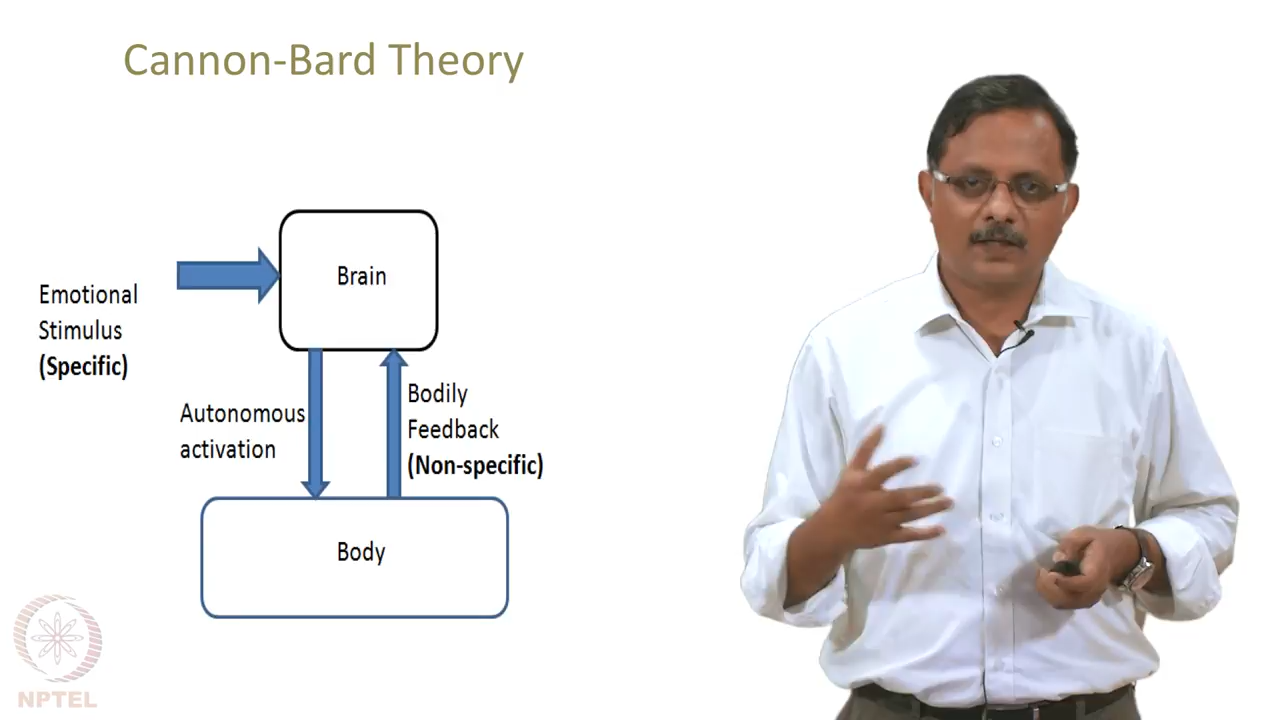 Cannon-Bard Theory
Brain
Emotional
Stimulus
(Specific)
Autonomous
activation
Bodily
Feedback
(Non-specific)
Body
NPTEL